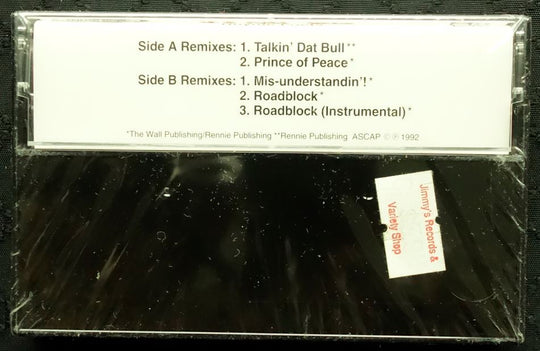 Side A Remixes: 1. Talkin' Dat Bull**
2. Prince of Peace*
Side B Remixes: 1. Mis-understandin'!*
2. Roadblock*
3. Roadblock (Instrumental)*
*The Wall Publishing/Rennie Publishing **Rennie Publishing ASCAP ©℗ 1992
Jimmy's Records &
Variety Shop